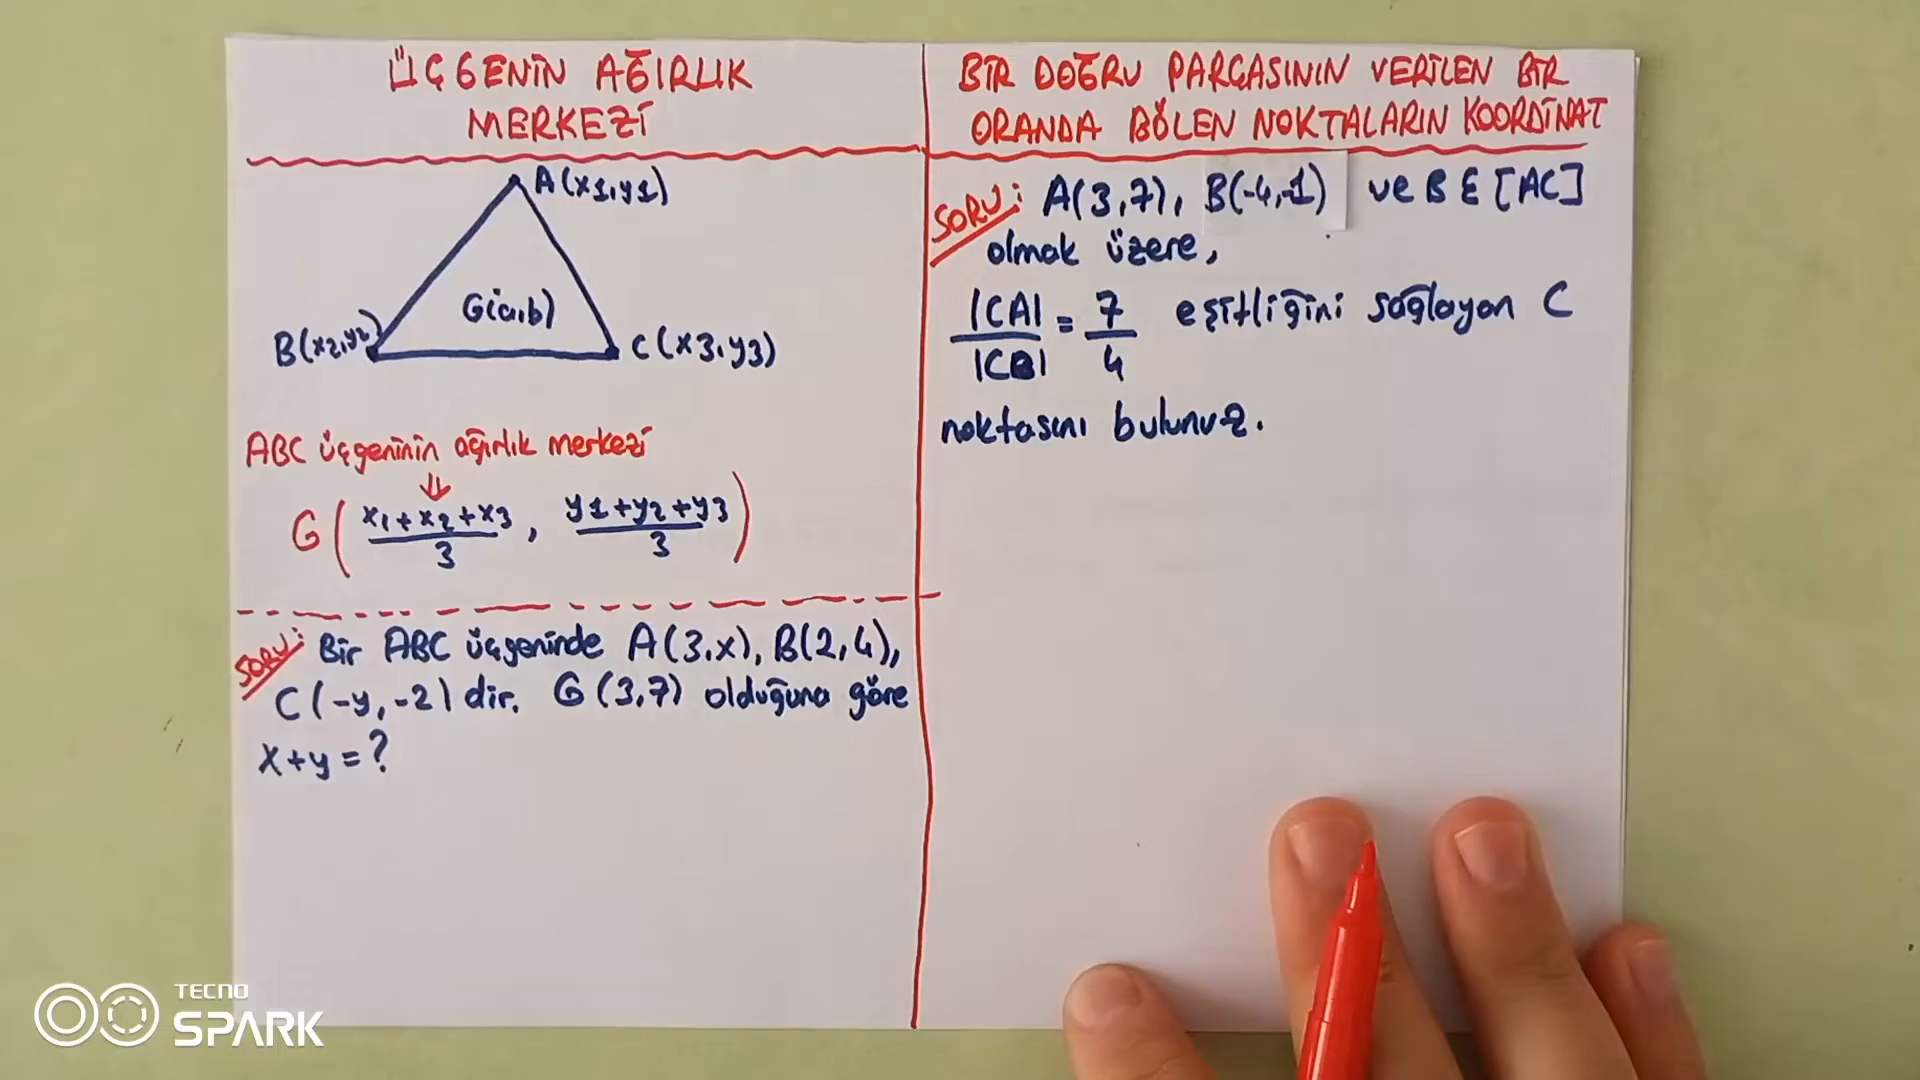 ÜÇGENİN AĞIRLIK
MERKEZİ
A(x1,y1)
G(a,b)
B(x2,y2)
C(x3,y3)
ABC üçgeninin ağırlık merkezi
⇓
G( x1+x2+x3 / 3 , y1+y2+y3 / 3 )
SORU: Bir ABC üçgeninde A(3,x), B(2,4),
C(-y,-2) dir. G(3,7) olduğuna göre
x+y=?
BİR DOĞRU PARÇASININ VERİLEN BİR
ORANDA BÖLEN NOKTALARIN KOORDİNAT
SORU: A(3,7), B(-4,-1) ve B∈[AC]
olmak üzere,
|CA| / |CB| = 7 / 4 eşitliğini sağlayan C
noktasını bulunuz.
TECNO
SPARK